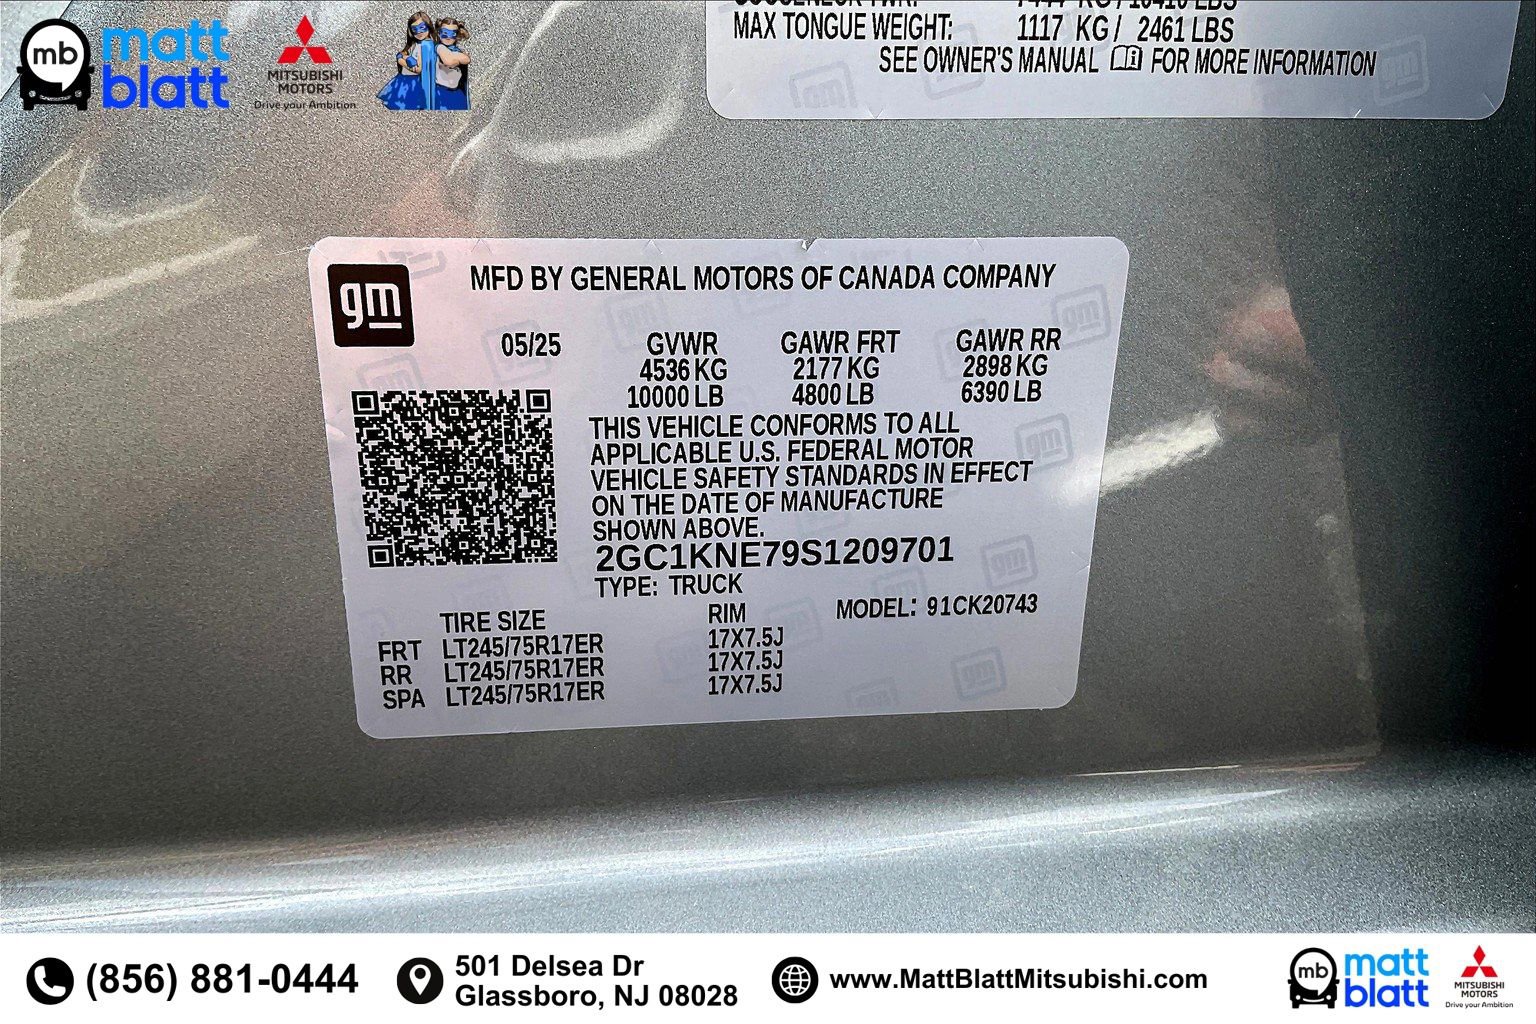 mb matt blatt
MITSUBISHI MOTORS
Drive your Ambition
MAX TONGUE WEIGHT: 1117 KG / 2461 LBS
SEE OWNER'S MANUAL FOR MORE INFORMATION
gm
MFD BY GENERAL MOTORS OF CANADA COMPANY
05/25 GVWR GAWR FRT GAWR RR
4536 KG 2177 KG 2898 KG
10000 LB 4800 LB 6390 LB
THIS VEHICLE CONFORMS TO ALL
APPLICABLE U.S. FEDERAL MOTOR
VEHICLE SAFETY STANDARDS IN EFFECT
ON THE DATE OF MANUFACTURE
SHOWN ABOVE.
2GC1KNE79S1209701
TYPE: TRUCK
TIRE SIZE RIM MODEL: 91CK20743
FRT LT245/75R17ER 17X7.5J
RR LT245/75R17ER 17X7.5J
SPA LT245/75R17ER 17X7.5J
(856) 881-0444
501 Delsea Dr
Glassboro, NJ 08028
www.MattBlattMitsubishi.com
mb matt blatt
MITSUBISHI MOTORS
Drive your Ambition